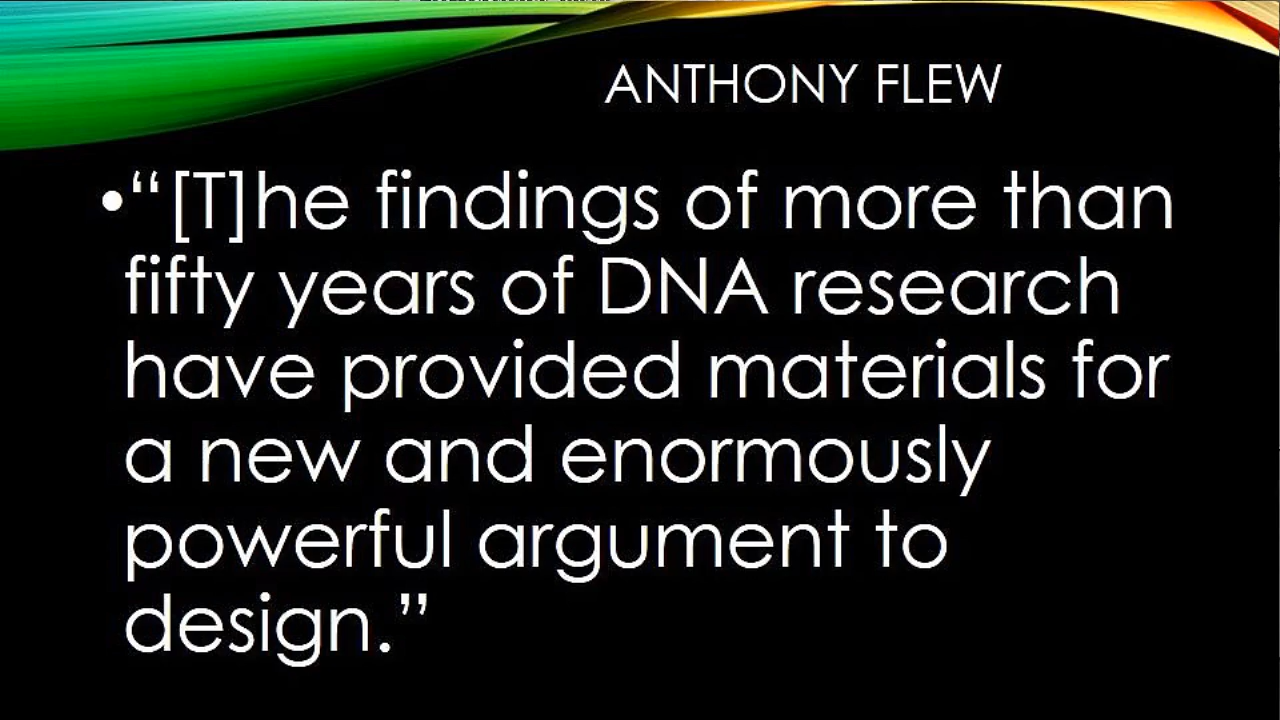 ANTHONY FLEW
•“[T]he findings of more than
fifty years of DNA research
have provided materials for
a new and enormously
powerful argument to
design.”